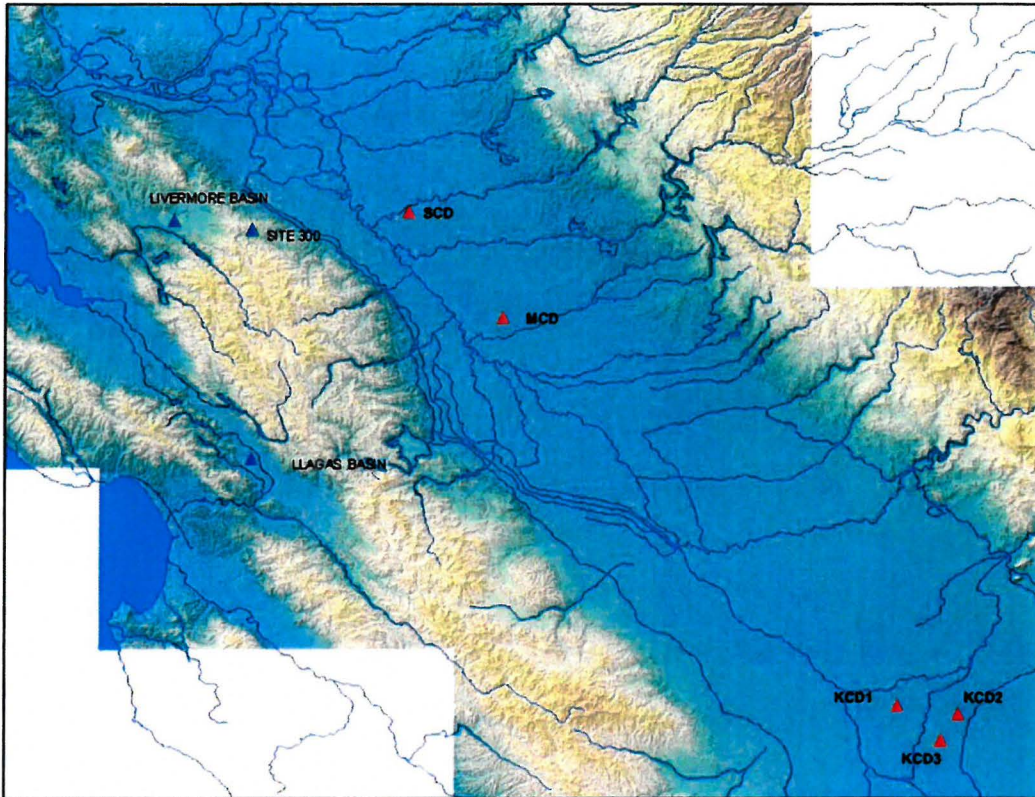 LIVERMORE BASIN
SCD
SITE 300
MCD
LLAGAS BASIN
KCD1
KCD2
KCD3